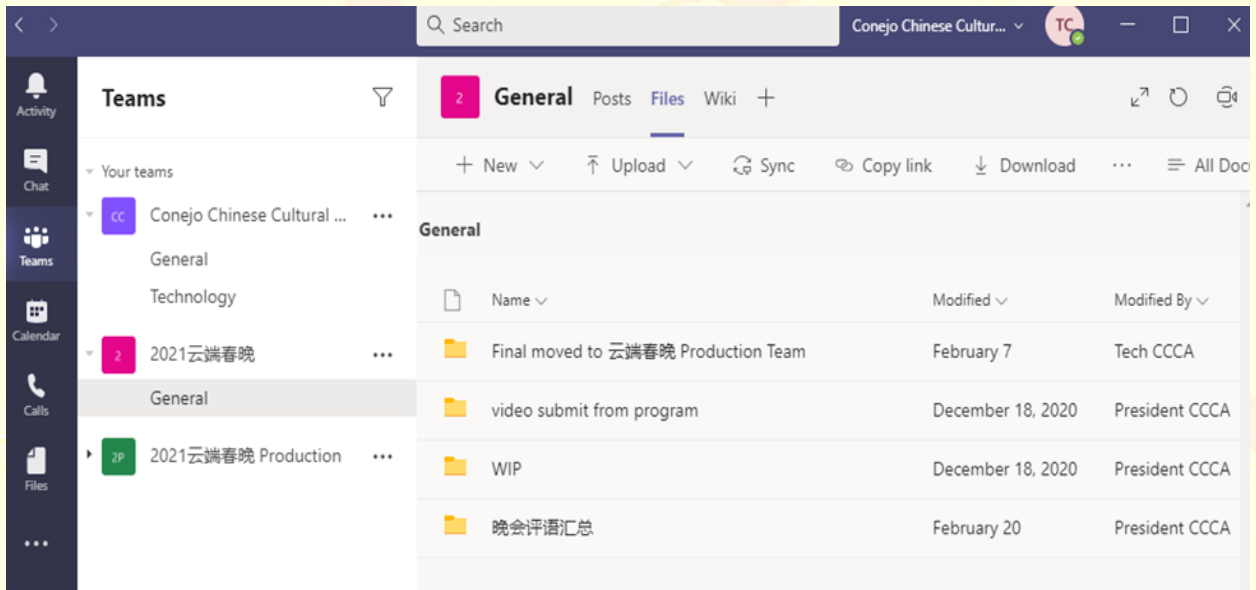 Search
Conejo Chinese Cultur...
TC
Activity
Chat
Teams
Calendar
Calls
Files
...
Teams
Your teams
CC Conejo Chinese Cultural ... ...
General
Technology
2 2021云端春晚 ...
General
2P 2021云端春晚 Production ...
2 General Posts Files Wiki
New Upload Sync Copy link Download ... All Doc
General
Name Modified Modified By
Final moved to 云端春晚 Production Team February 7 Tech CCCA
video submit from program December 18, 2020 President CCCA
WIP December 18, 2020 President CCCA
晚会评语汇总 February 20 President CCCA